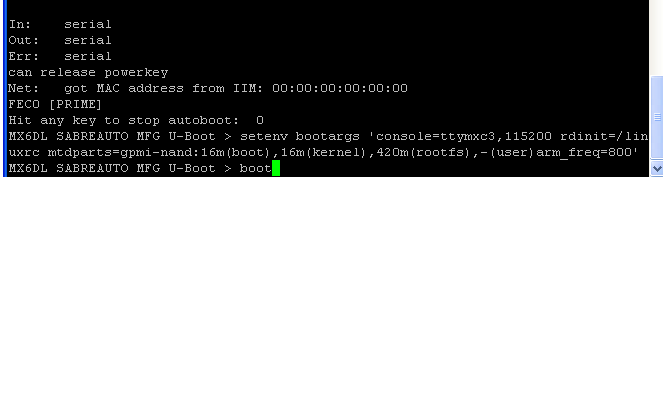 In:    serial
Out:   serial
Err:   serial
can release powerkey
Net:   got MAC address from IIM: 00:00:00:00:00:00
FEC0 [PRIME]
Hit any key to stop autoboot:  0
MX6DL SABREAUTO MFG U-Boot > setenv bootargs 'console=ttymxc3,115200 rdinit=/lin
uxrc mtdparts=gpmi-nand:16m(boot),16m(kernel),420m(rootfs),-(user)arm_freq=800'
MX6DL SABREAUTO MFG U-Boot > boot